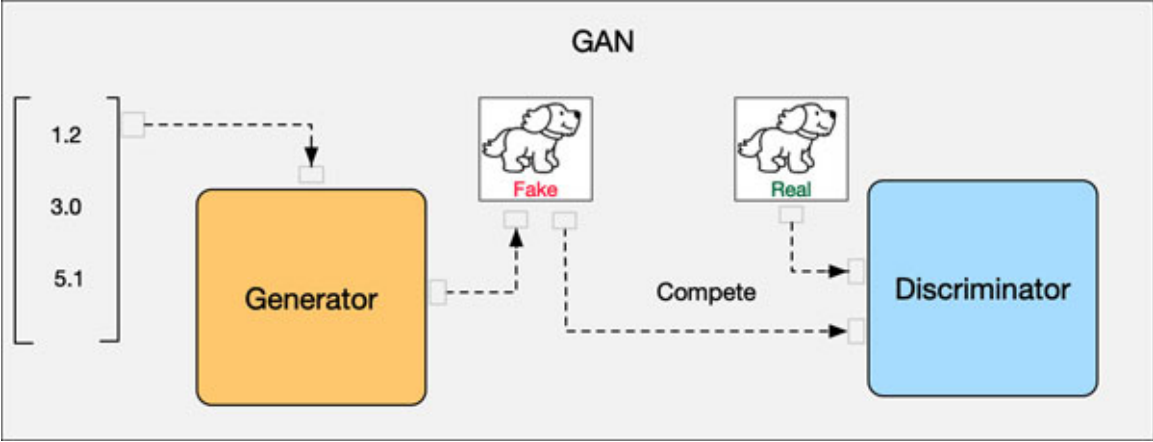 GAN
1.2
3.0
5.1
Generator
Fake
Real
Compete
Discriminator